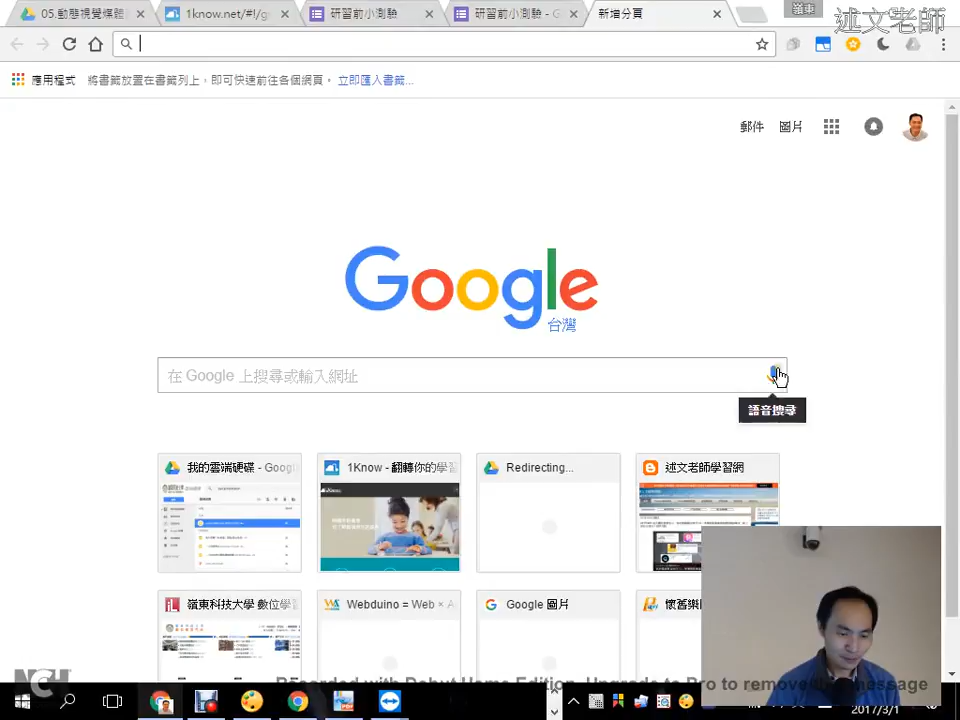 05.動態視覺媒體
1know.net/#!/g
研習前小測驗
研習前小測驗 - G
新增分頁
嶺東
述文老師
應用程式
將書籤放置在書籤列上，即可快速前往各個網頁。
立即匯入書籤...
郵件
圖片
Google
台灣
在 Google 上搜尋或輸入網址
語音搜尋
我的雲端硬碟 - Googl
1Know - 翻轉你的學習
Redirecting...
述文老師學習網
嶺東科技大學 數位學
Webduino = Web × A
Google 圖片
懷舊樂
NCH
Recorded with Debut Home Edition. Upgrade to Pro to remove this message
2017/3/1